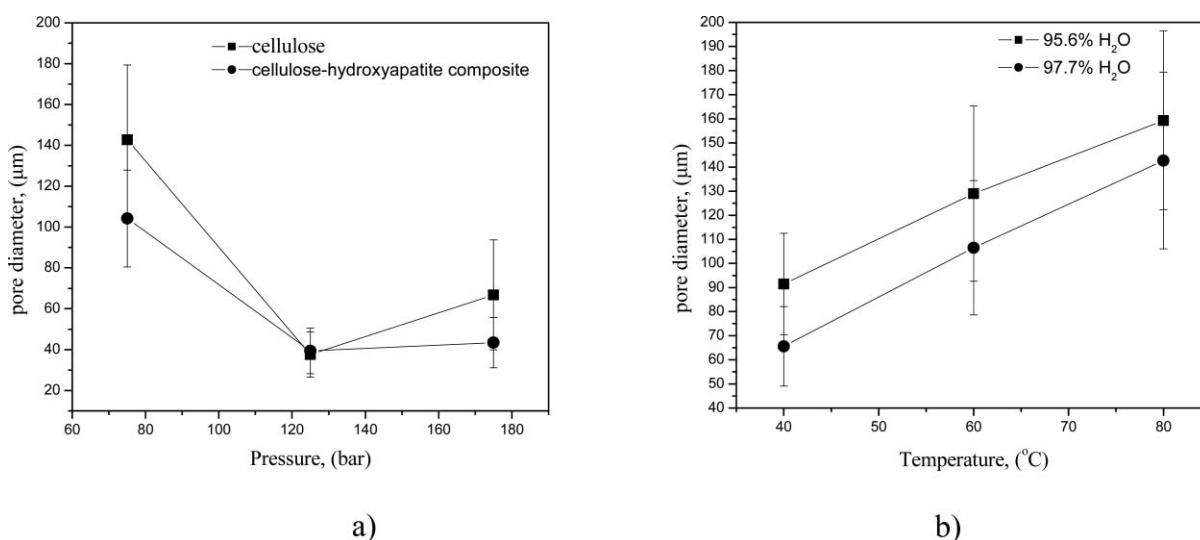 200
180
160
140
120
100
80
60
40
20
pore diameter, (µm)
cellulose
cellulose-hydroxyapatite composite
60 80 100 120 140 160 180
Pressure, (bar)
a)
200
190
180
170
160
150
140
130
120
110
100
90
80
70
60
50
40
pore diameter, (µm)
95.6% H₂O
97.7% H₂O
40 50 60 70 80
Temperature, (°C)
b)